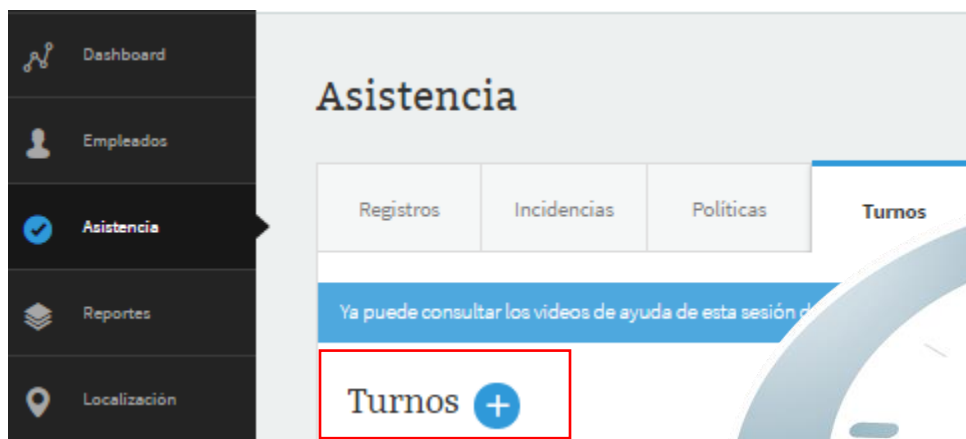 Dashboard
Empleados
Asistencia
Reportes
Localización
Asistencia
Registros
Incidencias
Políticas
Turnos
Ya puede consultar los videos de ayuda de esta sesión
Turnos